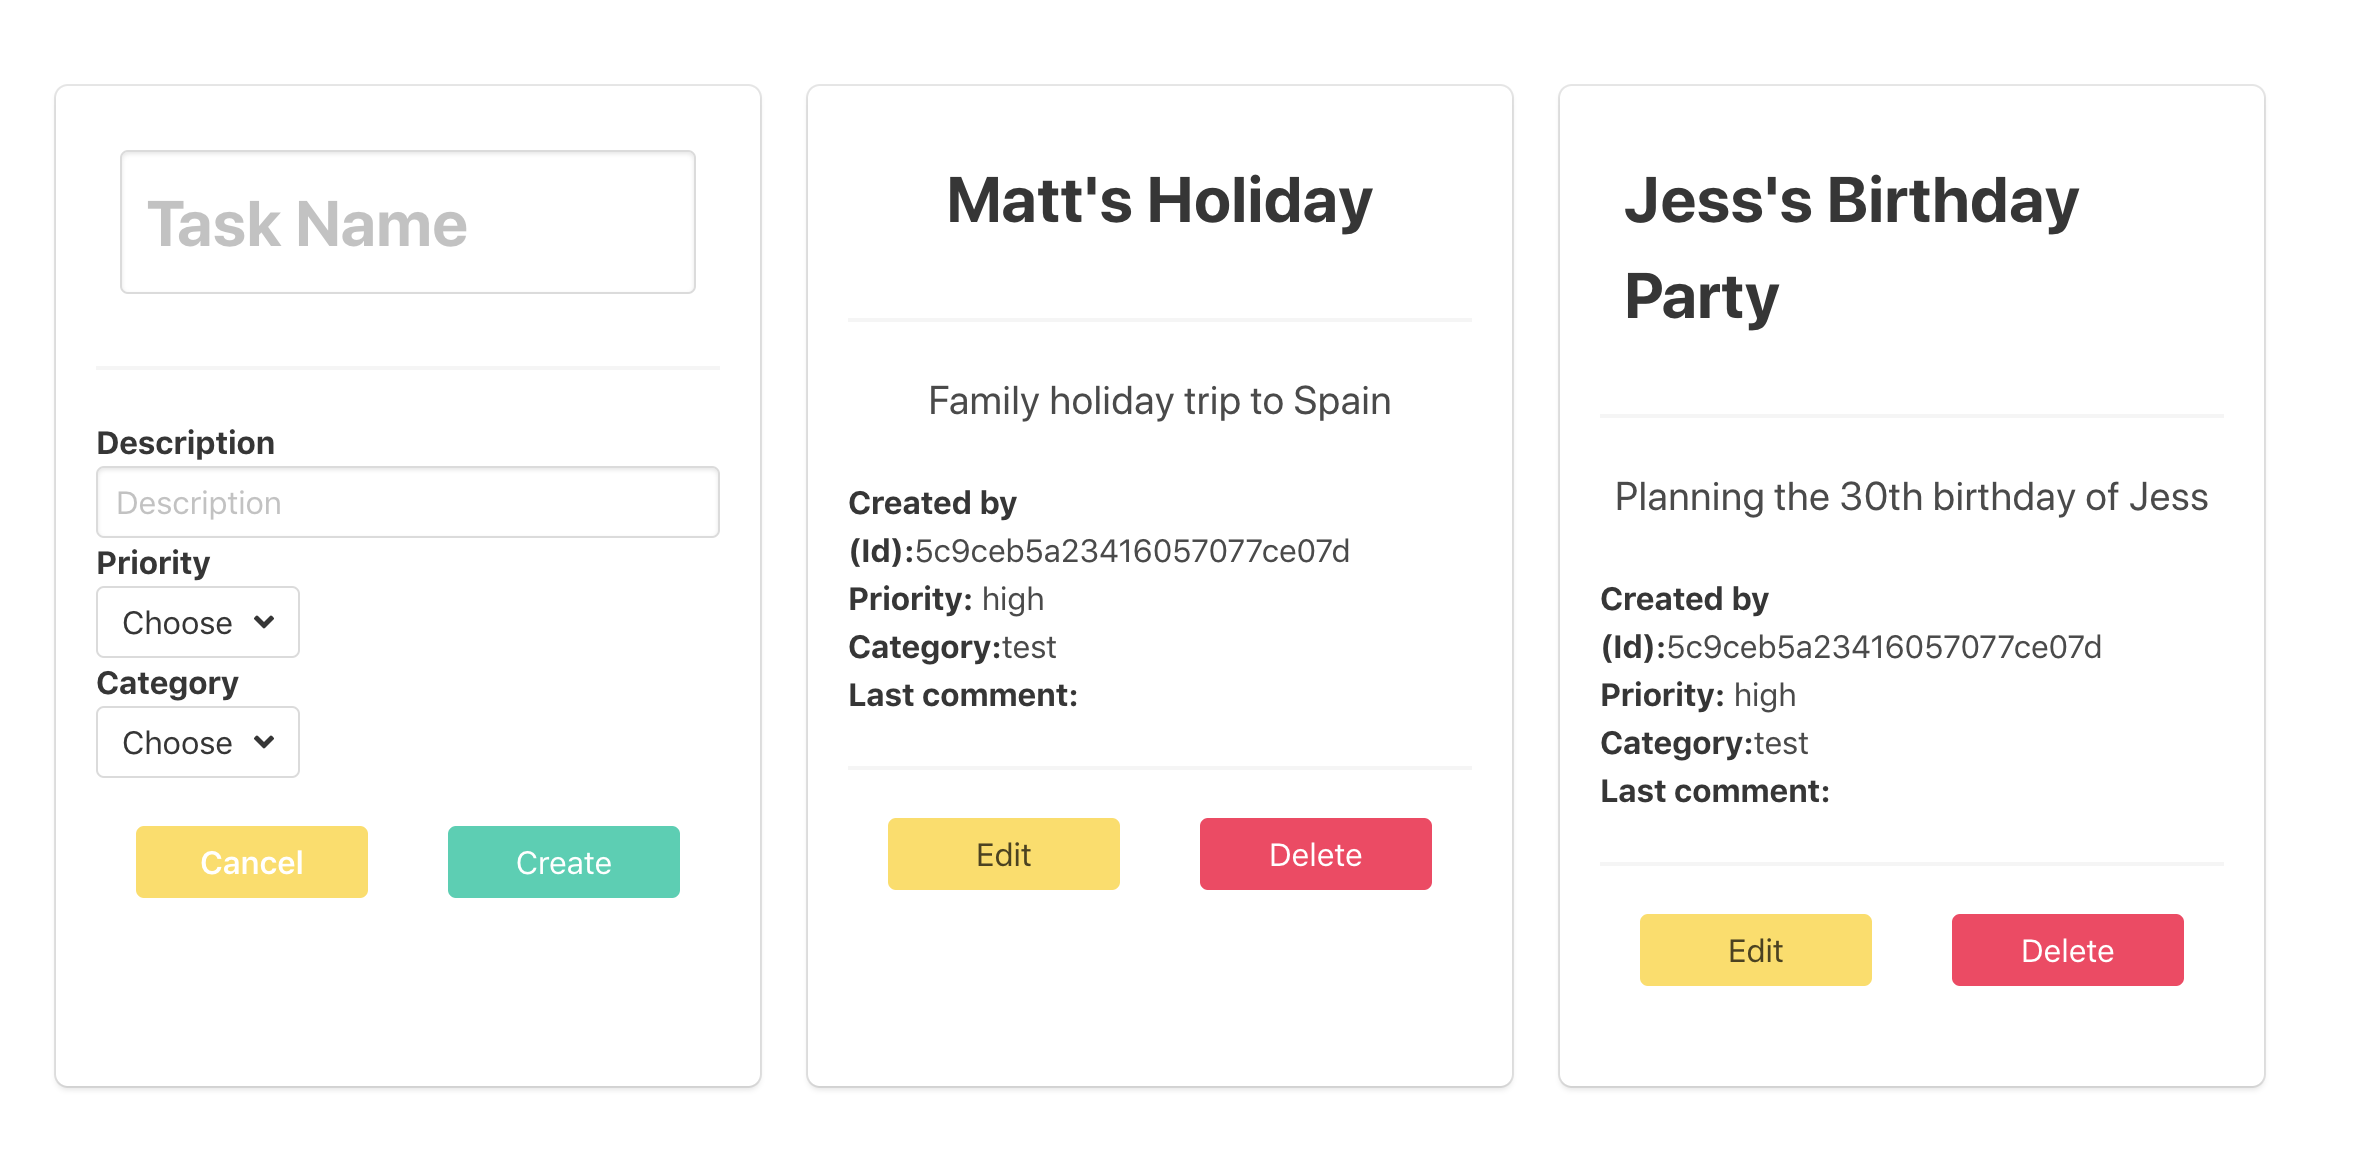 Task Name
Description
Description
Priority
Choose
Category
Choose
Cancel Create
Matt's Holiday
Family holiday trip to Spain
Created by
(Id):5c9ceb5a23416057077ce07d
Priority: high
Category:test
Last comment:
Edit Delete
Jess's Birthday
Party
Planning the 30th birthday of Jess
Created by
(Id):5c9ceb5a23416057077ce07d
Priority: high
Category:test
Last comment:
Edit Delete